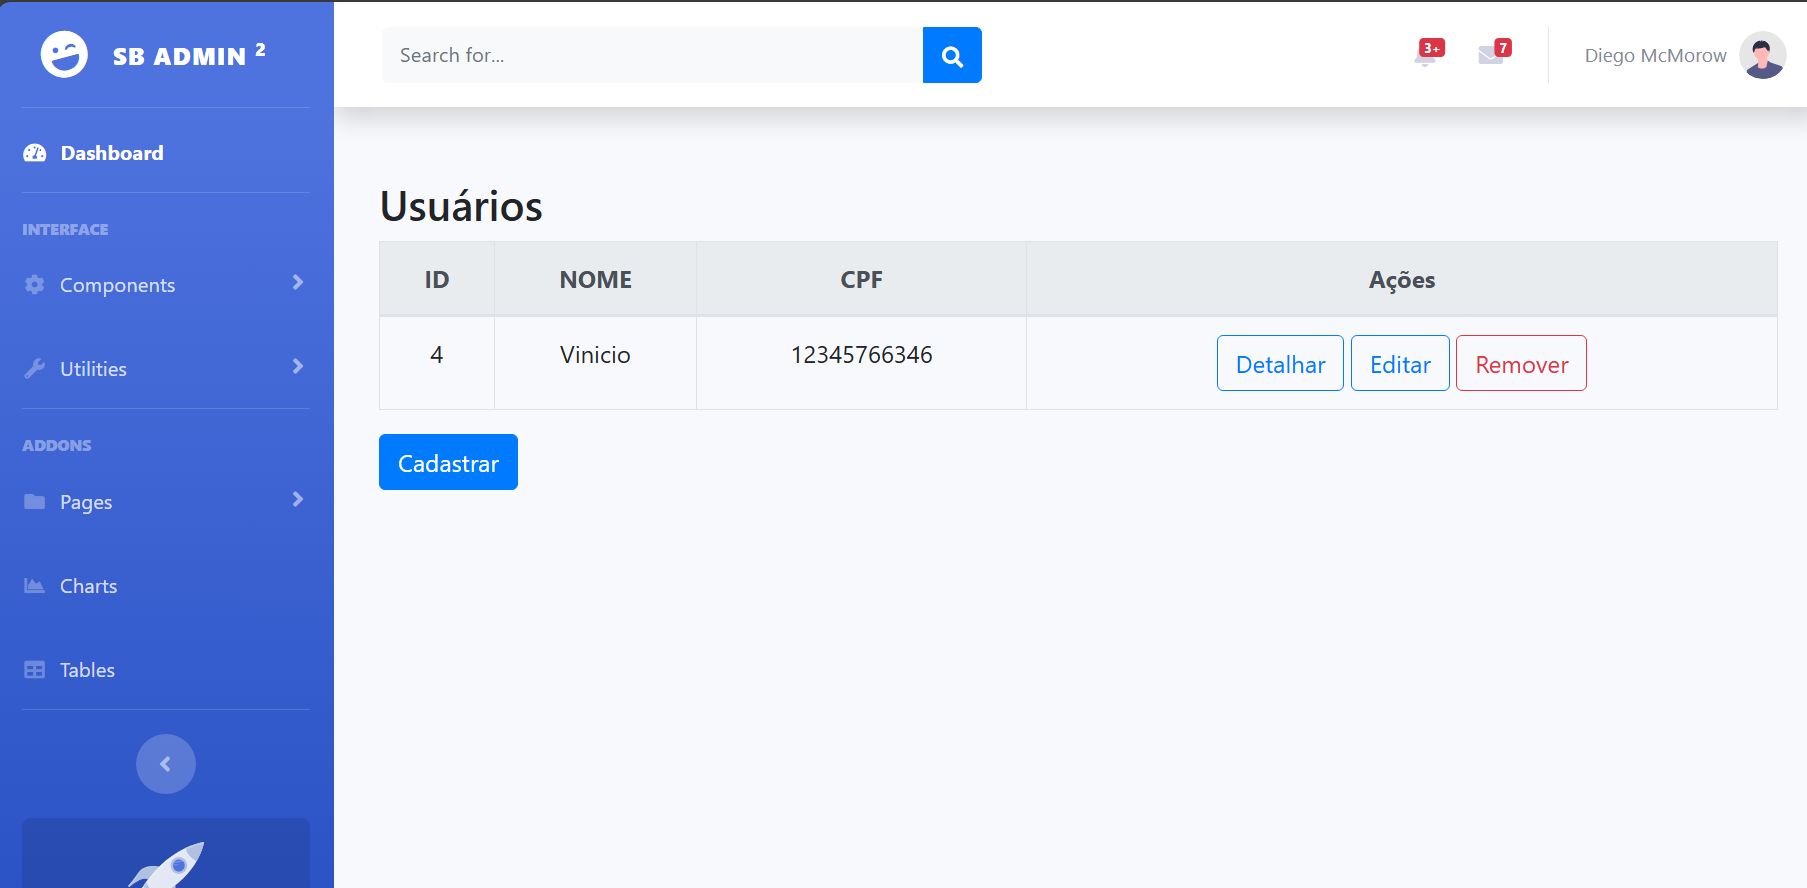 SB ADMIN 2
Search for...
3+
7
Diego McMorow
Dashboard
INTERFACE
Components
Utilities
ADDONS
Pages
Charts
Tables
Usuários
ID NOME CPF Ações
4 Vinicio 12345766346 Detalhar Editar Remover
Cadastrar